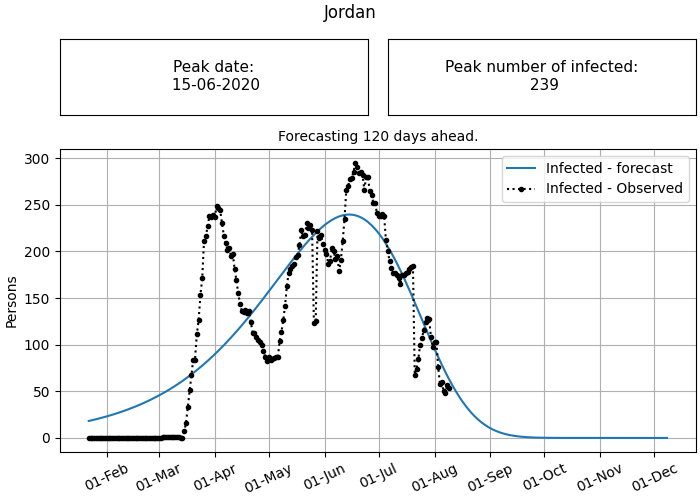 Jordan
Peak date:
15-06-2020
Peak number of infected:
239
Forecasting 120 days ahead.
Infected - forecast
Infected - Observed
Persons
300
250
200
150
100
50
0
01-Feb
01-Mar
01-Apr
01-May
01-Jun
01-Jul
01-Aug
01-Sep
01-Oct
01-Nov
01-Dec